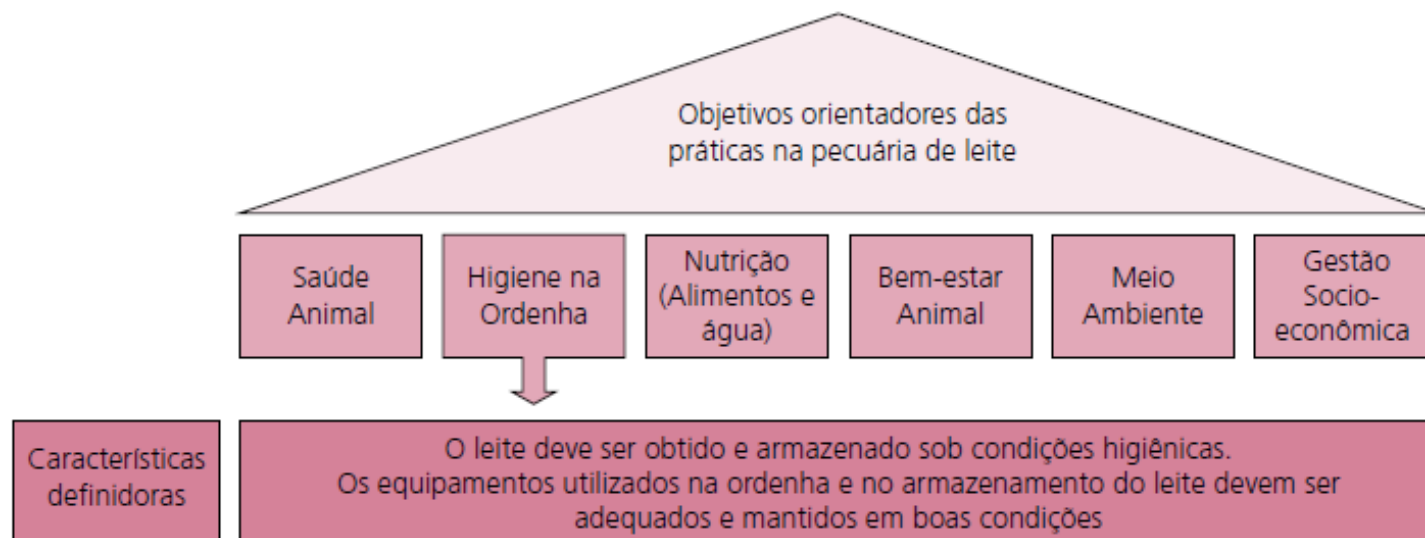 Objetivos orientadores das
práticas na pecuária de leite
Saúde
Animal
Higiene na
Ordenha
Nutrição
(Alimentos e
água)
Bem-estar
Animal
Meio
Ambiente
Gestão
Socio-
econômica
Características
definidoras
O leite deve ser obtido e armazenado sob condições higiênicas.
Os equipamentos utilizados na ordenha e no armazenamento do leite devem ser
adequados e mantidos em boas condições